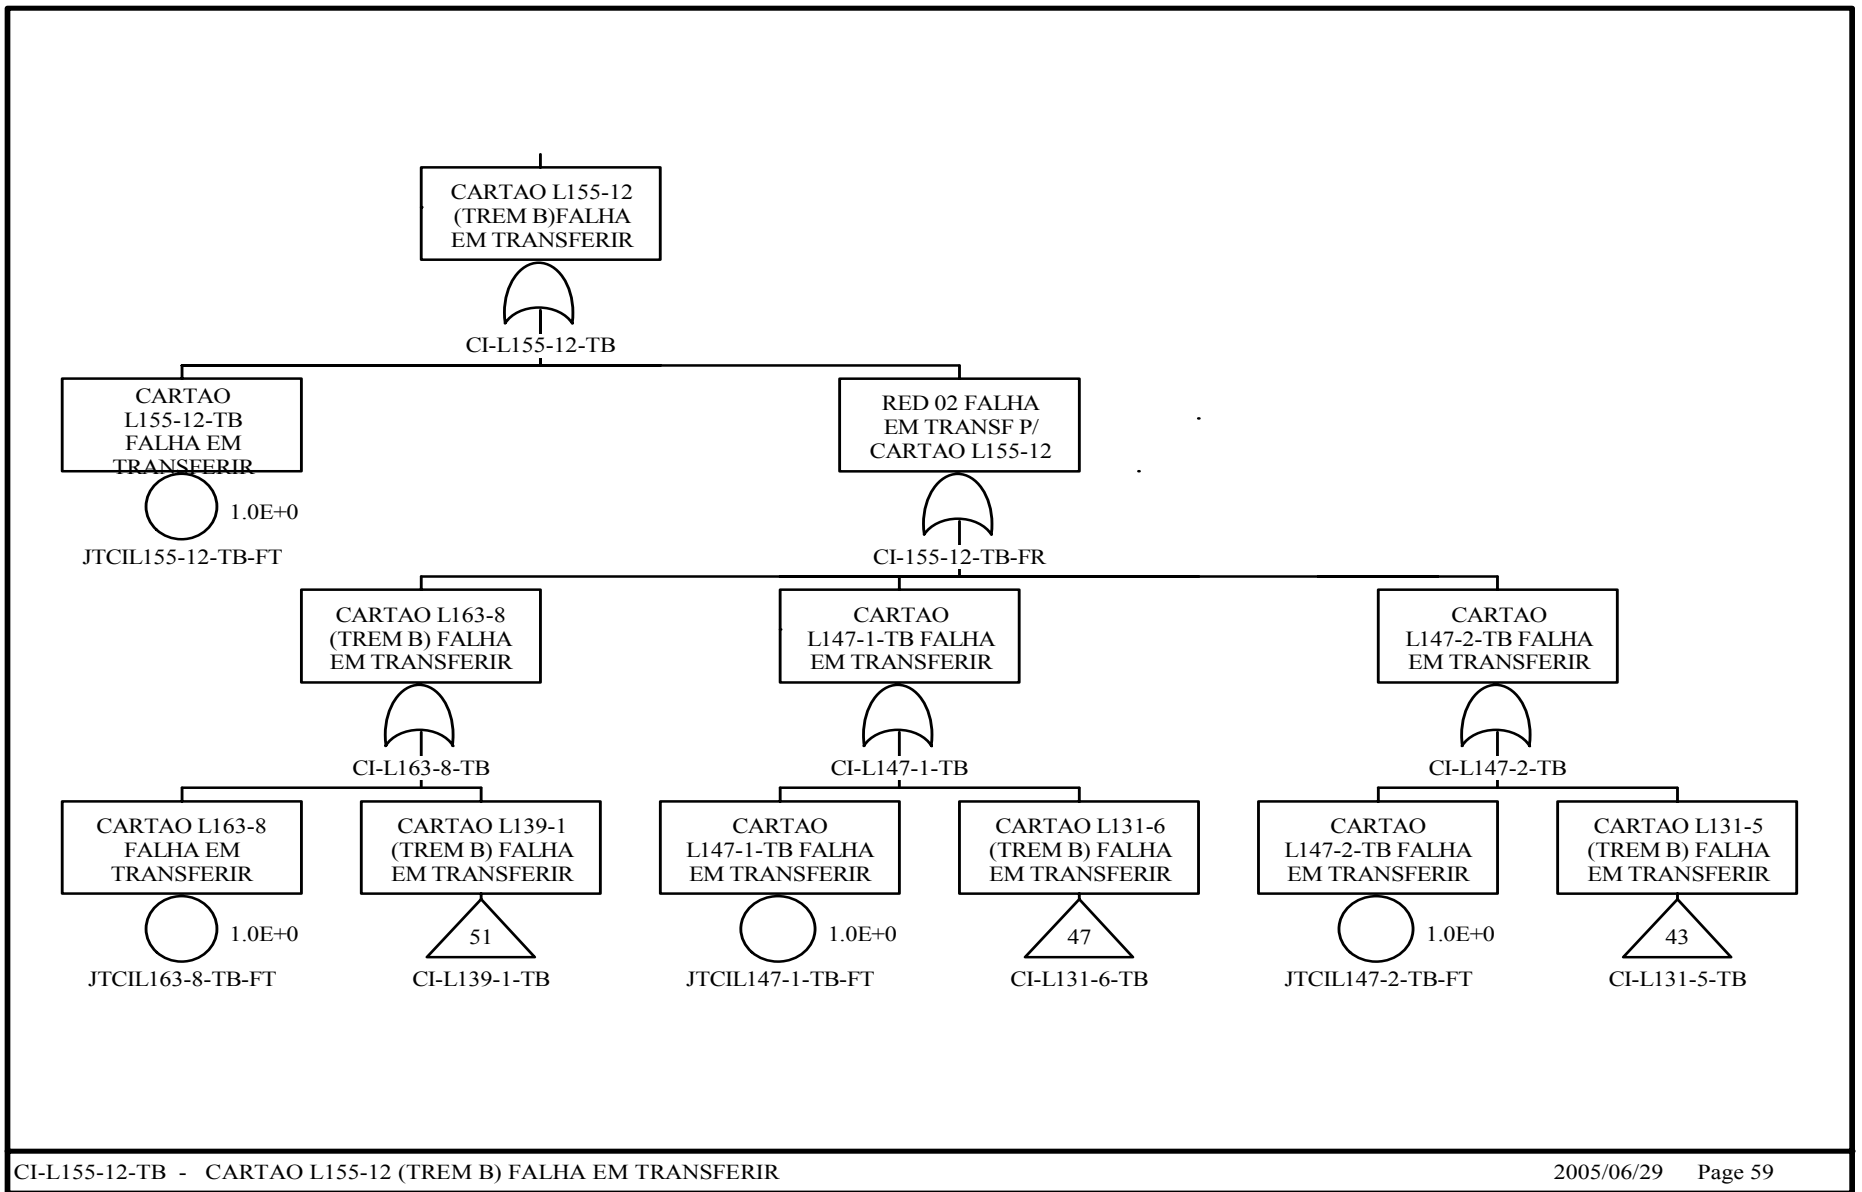 CARTAO L155-12
(TREM B)FALHA
EM TRANSFERIR
CI-L155-12-TB
CARTAO
L155-12-TB
FALHA EM
TRANSFERIR
1.0E+0
JTCIL155-12-TB-FT
RED 02 FALHA
EM TRANSF P/
CARTAO L155-12
CI-155-12-TB-FR
CARTAO L163-8
(TREM B) FALHA
EM TRANSFERIR
CI-L163-8-TB
CARTAO
L147-1-TB FALHA
EM TRANSFERIR
CI-L147-1-TB
CARTAO
L147-2-TB FALHA
EM TRANSFERIR
CI-L147-2-TB
CARTAO L163-8
FALHA EM
TRANSFERIR
1.0E+0
JTCIL163-8-TB-FT
CARTAO L139-1
(TREM B) FALHA
EM TRANSFERIR
51
CI-L139-1-TB
CARTAO
L147-1-TB FALHA
EM TRANSFERIR
1.0E+0
JTCIL147-1-TB-FT
CARTAO L131-6
(TREM B) FALHA
EM TRANSFERIR
47
CI-L131-6-TB
CARTAO
L147-2-TB FALHA
EM TRANSFERIR
1.0E+0
JTCIL147-2-TB-FT
CARTAO L131-5
(TREM B) FALHA
EM TRANSFERIR
43
CI-L131-5-TB
CI-L155-12-TB - CARTAO L155-12 (TREM B) FALHA EM TRANSFERIR
2005/06/29 Page 59